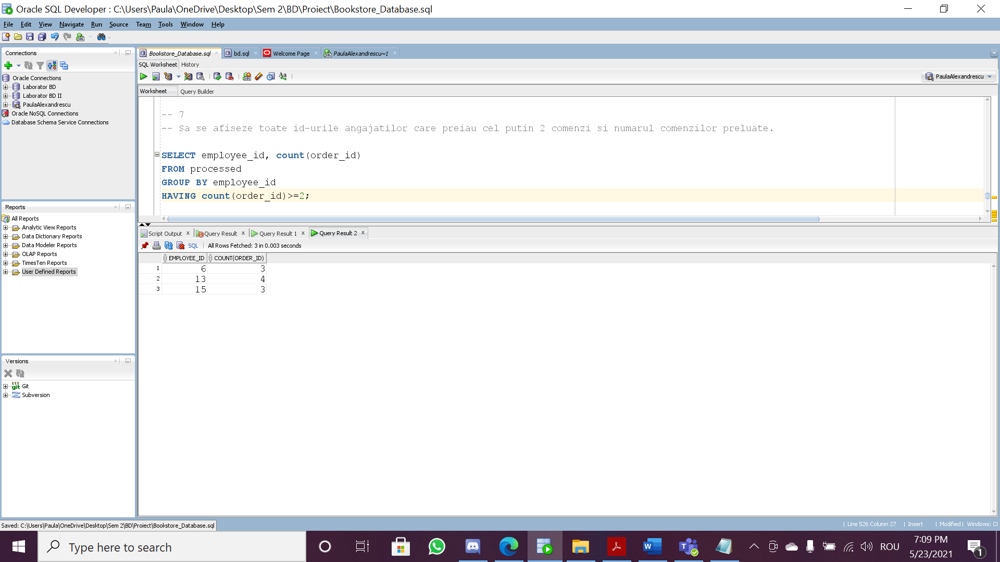 Oracle SQL Developer : C:\Users\Paula\OneDrive\Desktop\Sem 2\BD\Proiect\Bookstore_Database.sql
File Edit View Navigate Run Source Team Tools Window Help
Connections
Oracle Connections
Laborator BD
Laborator BD II
PaulaAlexandrescu
Oracle NoSQL Connections
Database Schema Service Connections
Reports
All Reports
Analytic View Reports
Data Dictionary Reports
Data Modeler Reports
OLAP Reports
TimesTen Reports
User Defined Reports
Versions
Git
Subversion
Bookstore_Database.sql bd.sql Welcome Page PaulaAlexandrescu~1
SQL Worksheet History
PaulaAlexandrescu
Worksheet Query Builder
-- 7
-- Sa se afiseze toate id-urile angajatilor care preiau cel putin 2 comenzi si numarul comenzilor preluate.
SELECT employee_id, count(order_id)
FROM processed
GROUP BY employee_id
HAVING count(order_id)>=2;
Script Output Query Result Query Result 1 Query Result 2
SQL All Rows Fetched: 3 in 0.003 seconds
EMPLOYEE_ID COUNT(ORDER_ID)
1 6 3
2 13 4
3 15 3
Saved: C:\Users\Paula\OneDrive\Desktop\Sem 2\BD\Proiect\Bookstore_Database.sql
| Line 526 Column 27 | Insert | Modified | Windows: Cl
Type here to search
ROU
7:09 PM
5/23/2021
1